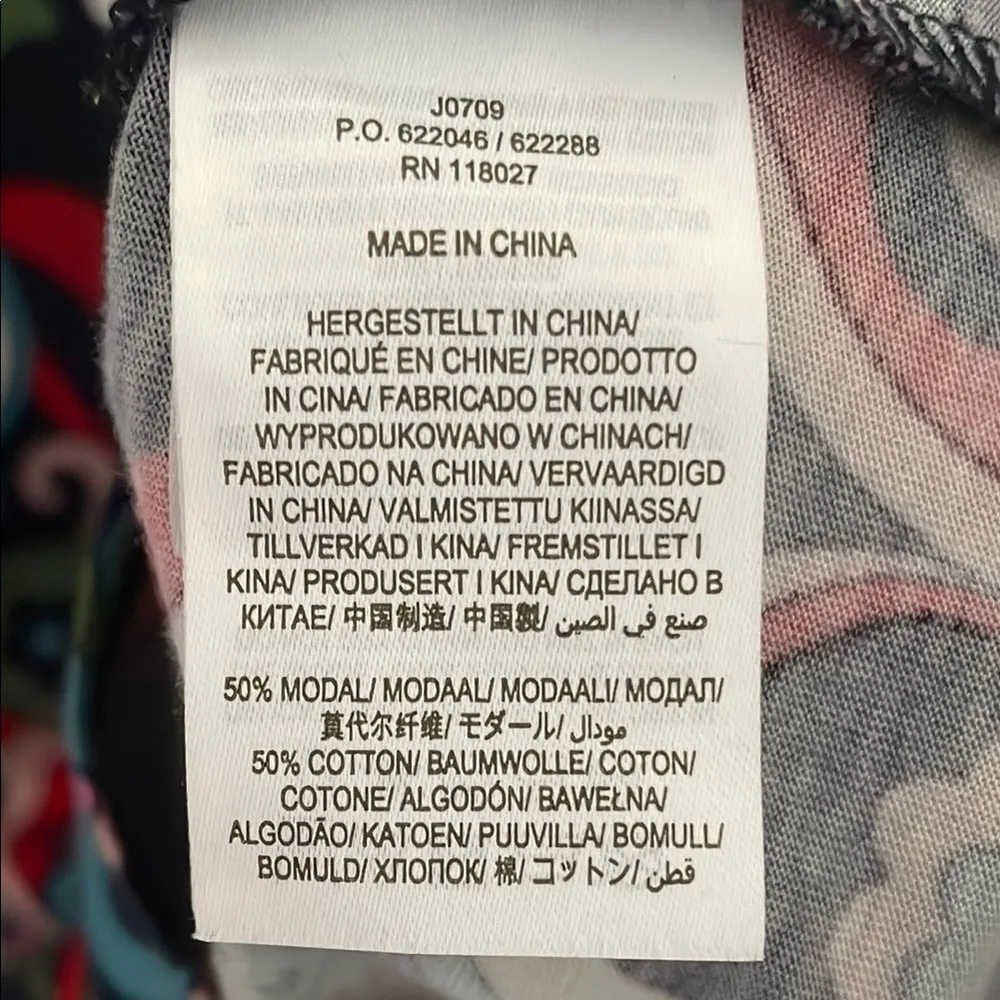 J0709
P.O. 622046 / 622288
RN 118027
MADE IN CHINA
HERGESTELLT IN CHINA/
FABRIQUÉ EN CHINE/ PRODOTTO
IN CINA/ FABRICADO EN CHINA/
WYPRODUKOWANO W CHINACH/
FABRICADO NA CHINA/ VERVAARDIGD
IN CHINA/ VALMISTETTU KIINASSA/
TILLVERKAD I KINA/ FREMSTILLET I
KINA/ PRODUSERT I KINA/ СДЕЛАНО В
КИТАЕ/ 中国制造/ 中国製/ صنع في الصين
50% MODAL/ MODAAL/ MODAALI/ МОДАЛ/
莫代尔纤维/ モダール/ مودال
50% COTTON/ BAUMWOLLE/ COTON/
COTONE/ ALGODÓN/ BAWEŁNA/
ALGODÃO/ KATOEN/ PUUVILLA/ BOMULL/
BOMULD/ ХЛОПОК/ 棉/ コットン/ قطن